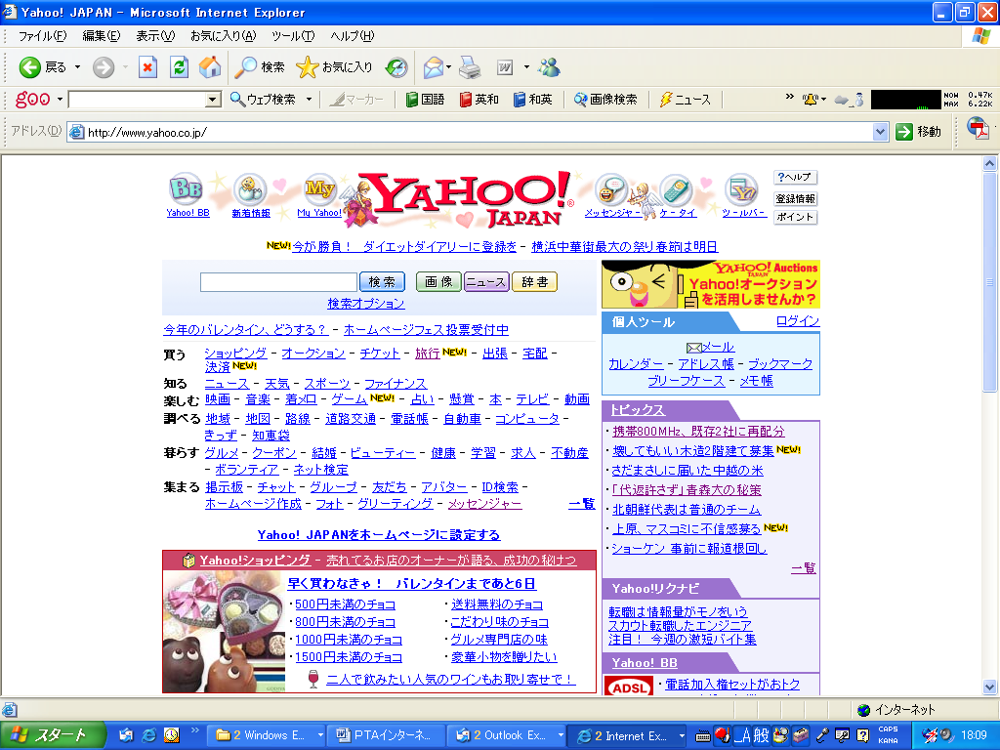 Yahoo! JAPAN - Microsoft Internet Explorer
ファイル(F) 編集(E) 表示(V) お気に入り(A) ツール(T) ヘルプ(H)
戻る 検索 お気に入り
goo ウェブ検索 マーカー 国語 英和 和英 画像検索 ニュース » NOW 0.47K
MAX 6.22K
アドレス(D) http://www.yahoo.co.jp/ 移動
Bb My YAHOO! JAPAN ?ヘルプ
Yahoo! BB 新着情報 My Yahoo! メッセンジャー ケータイ ツールバー 登録情報
ポイント
NEW! 今が勝負! ダイエットダイアリーに登録を - 横浜中華街最大の祭り春節は明日
検索 画像 ニュース 辞書
検索オプション
YAHOO! JAPAN Auctions
Yahoo!オークション
を活用しませんか?
今年のバレンタイン、どうする? - ホームページフェス投票受付中
買う ショッピング - オークション - チケット - 旅行 NEW! - 出張 - 宅配 -
決済 NEW!
知る ニュース - 天気 - スポーツ - ファイナンス
楽しむ 映画 - 音楽 - 着メロ - ゲーム NEW! - 占い - 懸賞 - 本 - テレビ - 動画
調べる 地域 - 地図 - 路線 - 道路交通 - 電話帳 - 自動車 - コンピュータ -
きっず - 知恵袋
暮らす グルメ - クーポン - 結婚 - ビューティー - 健康 - 学習 - 求人 - 不動産
- ボランティア - ネット検定
集まる 掲示板 - チャット - グループ - 友だち - アバター - ID検索 -
ホームページ作成 - フォト - グリーティング - メッセンジャー 一覧
Yahoo! JAPANをホームページに設定する
Yahoo!ショッピング - 売れてるお店のオーナーが語る、成功の秘けつ
早く買わなきゃ! バレンタインまであと6日
・500円未満のチョコ ・送料無料のチョコ
・800円未満のチョコ ・こだわり味のチョコ
・1000円未満のチョコ ・グルメ専門店の味
・1500円未満のチョコ ・豪華小物を贈りたい
二人で飲みたい人気のワインもお取り寄せで!
個人ツール ログイン
メール
カレンダー - アドレス帳 - ブックマーク
ブリーフケース - メモ帳
トピックス
・携帯800MHz、既存2社に再配分
・壊してもいい木造2階建て募集 NEW!
・さだまさしに届いた中越の米
・「代返許さず」青森大の秘策
・北朝鮮代表は普通のチーム
・上原、マスコミに不信感募る NEW!
・ショーケン 事前に報道根回し
一覧
Yahoo!リクナビ
転職は情報量がモノをいう
スカウト転職したエンジニア
注目! 今週の激短バイト集
Yahoo! BB
ADSL ・電話加入権セットがおトク
インターネット
スタート » 2 Windows E... PTAインターネ... 2 Outlook Ex... 2 Internet Ex... _A 般 CAPS
KANA 18:09